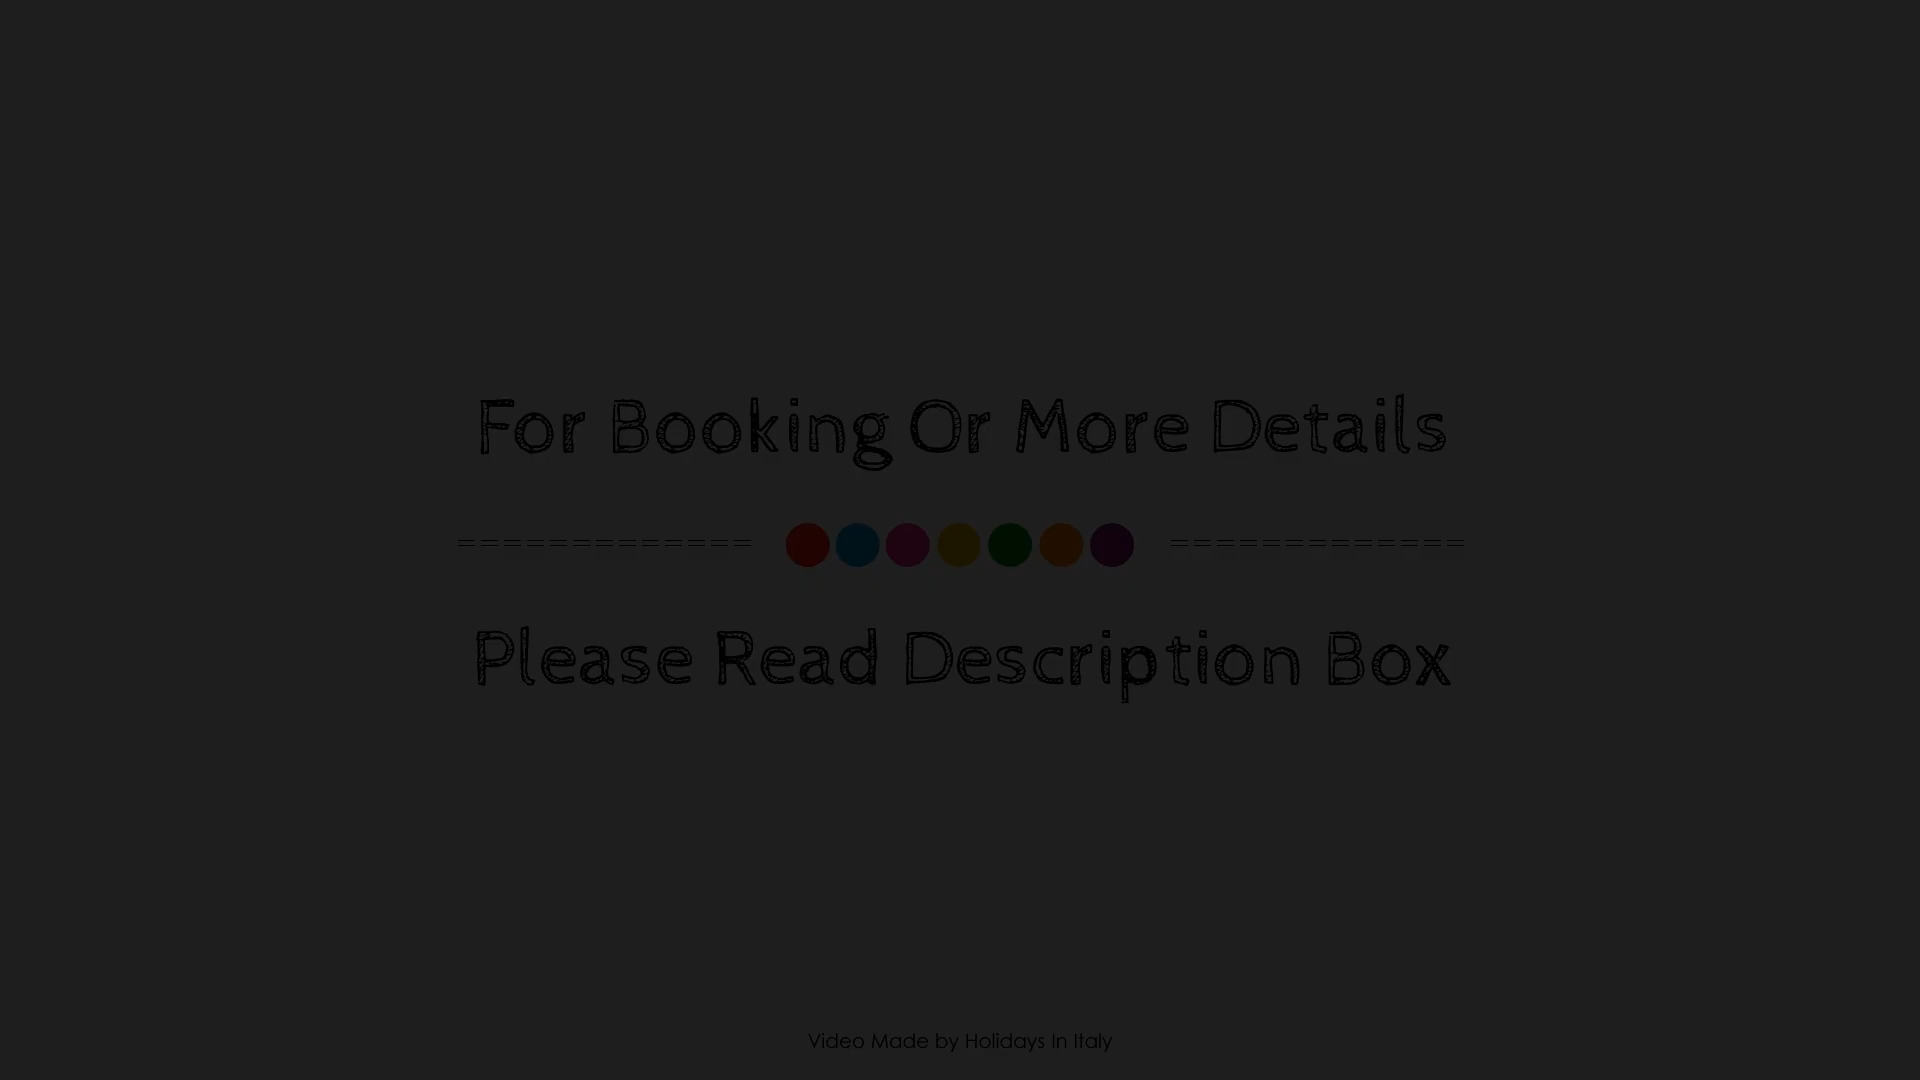 For Booking Or More Details
============= =============
Please Read Description Box
Video Made by Holidays In Italy